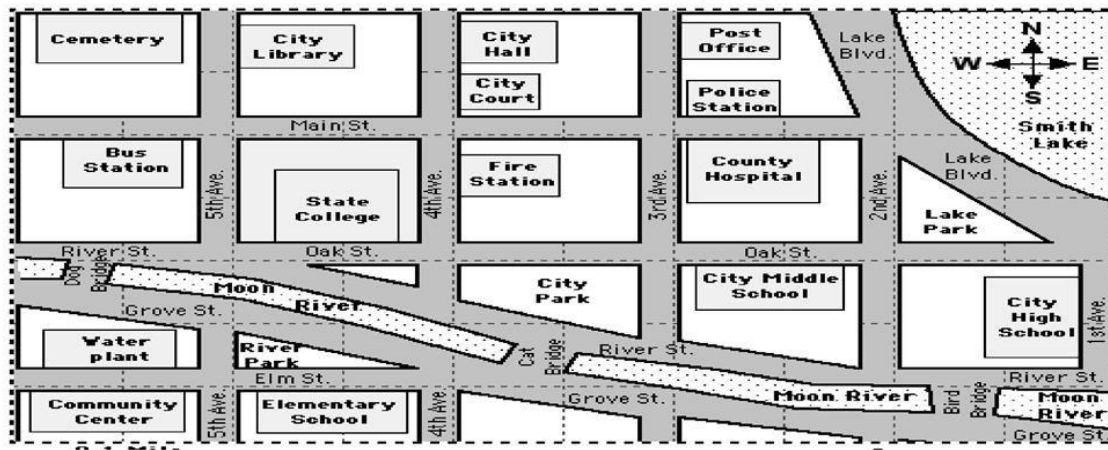 Cemetery
City
Library
City
Hall
City
Court
Post
Office
Police
Station
Lake
Blvd.
N
W E
S
Smith
Lake
Main St.
Bus
Station
5th Ave.
State
College
4th Ave.
Fire
Station
3rd Ave.
County
Hospital
2nd Ave.
Lake
Blvd.
Lake
Park
River St.
Oak St.
Oak St.
Dog
Bridge
Moon
River
City
Park
City Middle
School
City
High
School
1st Ave.
Grove St.
Water
plant
River
Park
Elm St.
Cat
Bridge
River St.
River St.
Community
Center
5th Ave.
Elementary
School
4th Ave.
Grove St.
Moon River
Bird
Bridge
Moon
River
Grove St.